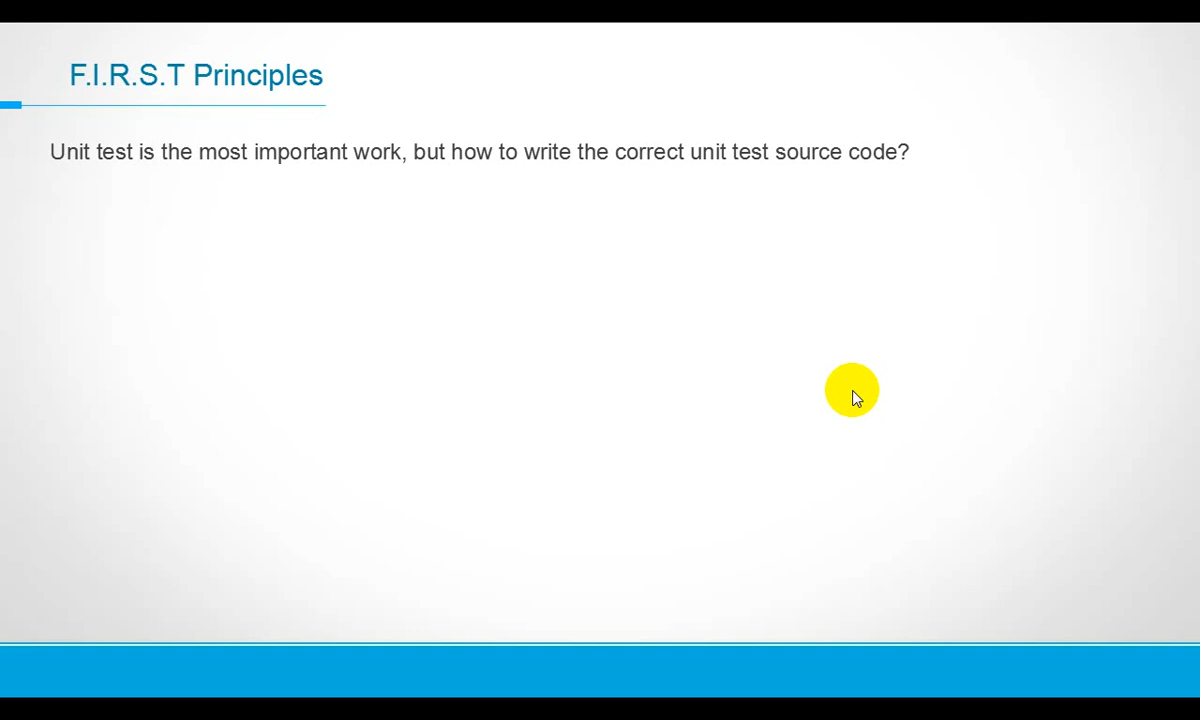 F.I.R.S.T Principles
Unit test is the most important work, but how to write the correct unit test source code?